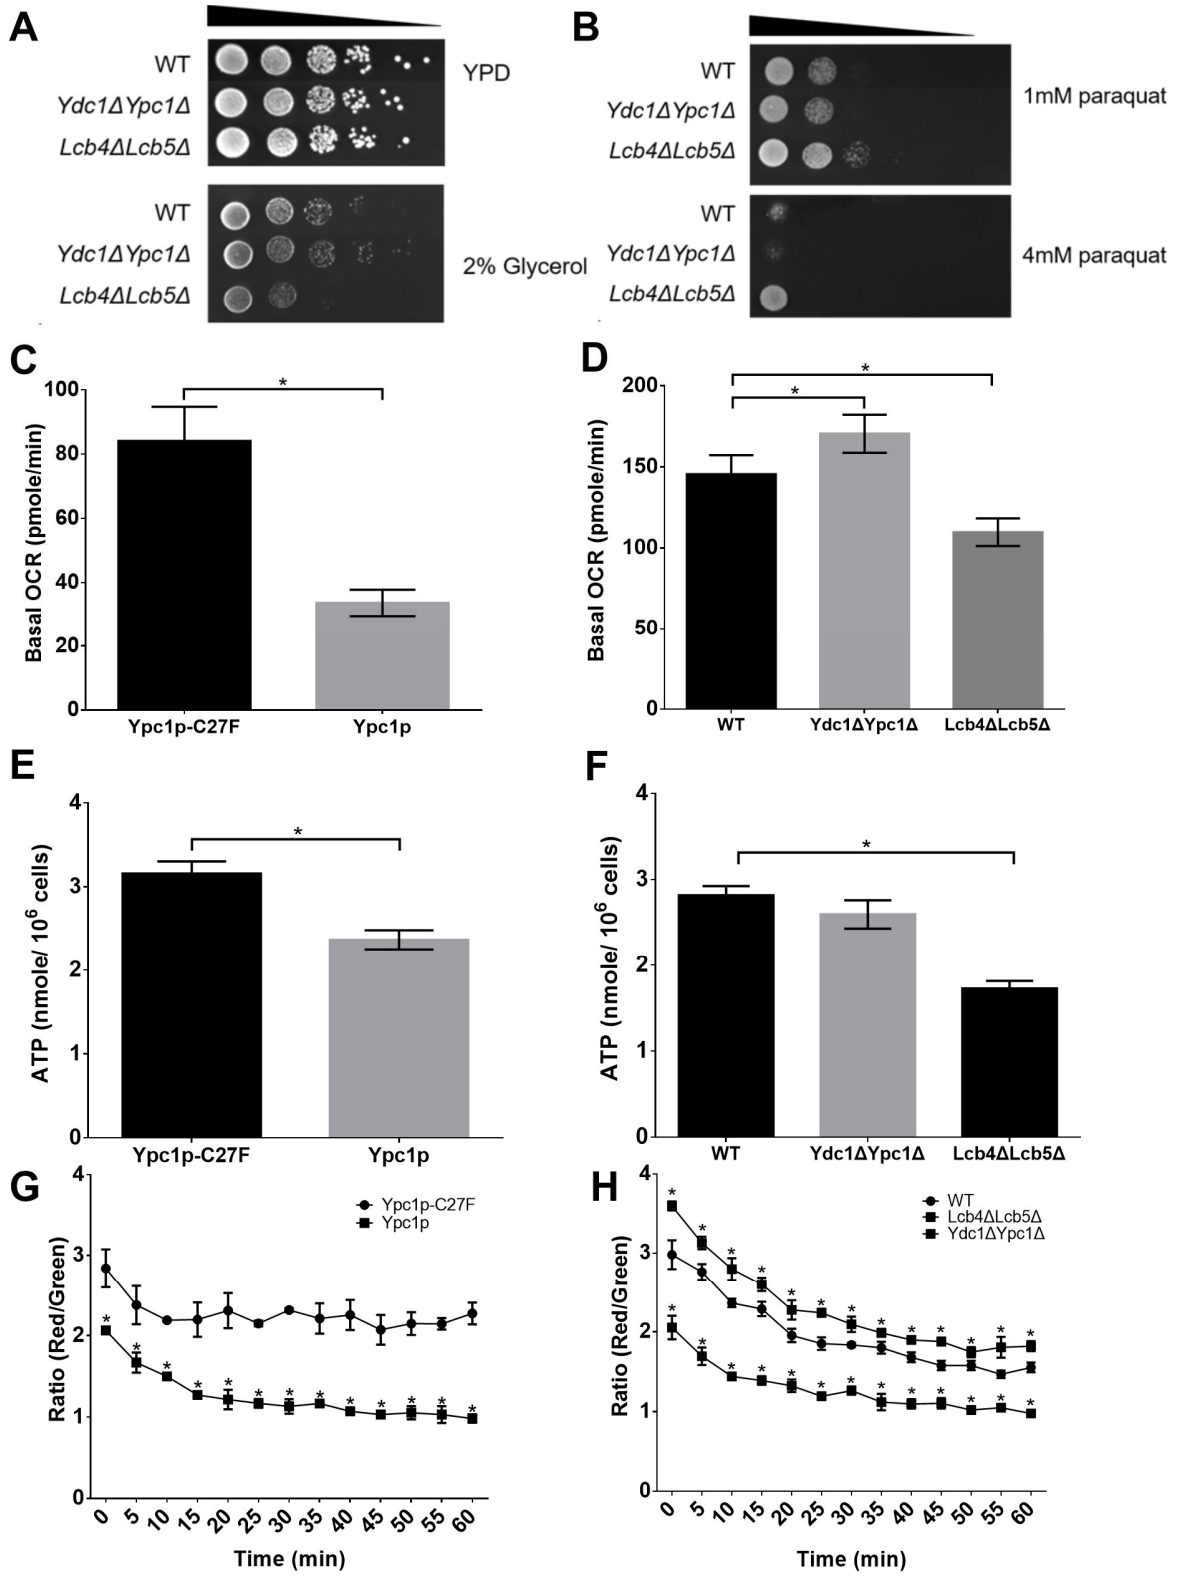 A
WT
Ydc1ΔYpc1Δ
Lcb4ΔLcb5Δ
YPD
WT
Ydc1ΔYpc1Δ
Lcb4ΔLcb5Δ
2% Glycerol
B
WT
Ydc1ΔYpc1Δ
Lcb4ΔLcb5Δ
1mM paraquat
WT
Ydc1ΔYpc1Δ
Lcb4ΔLcb5Δ
4mM paraquat
C
Basal OCR (pmole/min)
100
80
60
40
20
0
*
Ypc1p-C27F Ypc1p
D
Basal OCR (pmole/min)
200
150
100
50
0
*
*
WT Ydc1ΔYpc1Δ Lcb4ΔLcb5Δ
E
ATP (nmole/ 10⁶ cells)
4
3
2
1
0
*
Ypc1p-C27F Ypc1p
F
ATP (nmole/ 10⁶ cells)
4
3
2
1
0
*
WT Ydc1ΔYpc1Δ Lcb4ΔLcb5Δ
G
Ratio (Red/Green)
4
3
2
1
0
Ypc1p-C27F
Ypc1p
* * * * * * * * * * * * *
0 5 10 15 20 25 30 35 40 45 50 55 60
Time (min)
H
Ratio (Red/Green)
4
3
2
1
0
WT
Lcb4ΔLcb5Δ
Ydc1ΔYpc1Δ
* * * * * * * * * * * * *
* * * * * * * * * * * * *
0 5 10 15 20 25 30 35 40 45 50 55 60
Time (min)